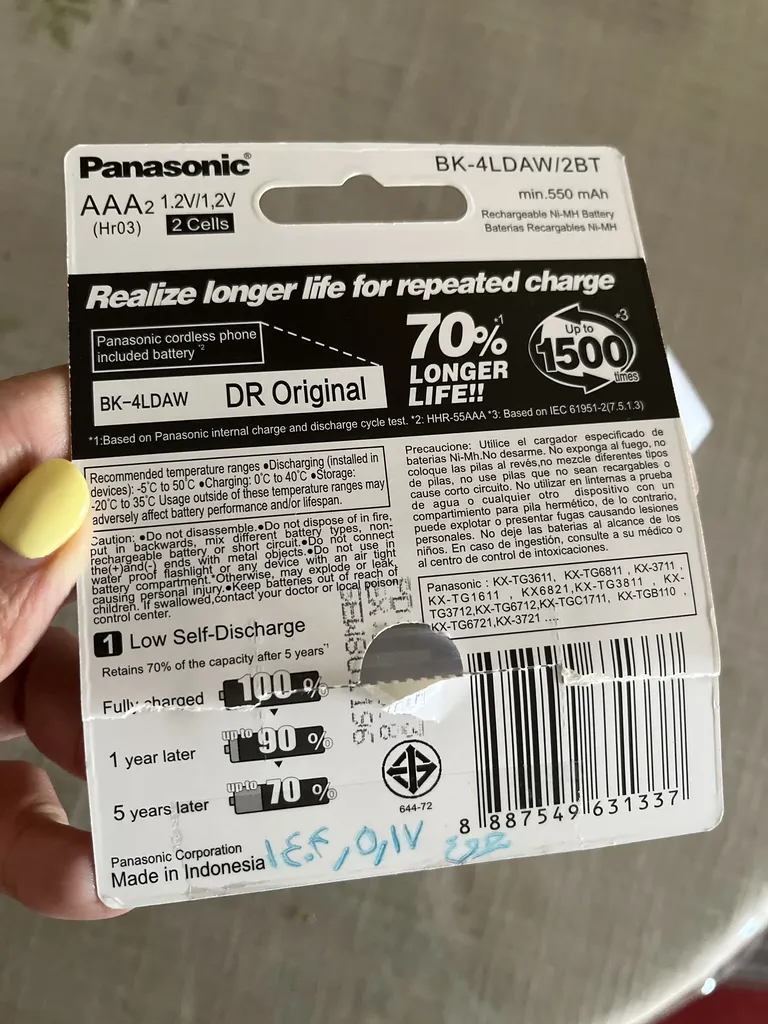 Panasonic®
BK-4LDAW/2BT
AAA2 1.2V/1,2V
(Hr03) 2 Cells
min.550 mAh
Rechargeable Ni-MH Battery
Baterias Recargables Ni-MH
Realize longer life for repeated charge
Panasonic cordless phone
included battery *2
BK-4LDAW DR Original
70% *1
LONGER
LIFE!!
Up to
1500
times
*3
*1:Based on Panasonic internal charge and discharge cycle test. *2: HHR-55AAA *3: Based on IEC 61951-2(7.5.1.3)
Recommended temperature ranges ●Discharging (installed in
devices): -5℃ to 50℃ ●Charging: 0℃ to 40℃ ●Storage:
-20℃ to 35℃ Usage outside of these temperature ranges may
adversely affect battery performance and/or lifespan.
Caution: ●Do not disassemble.●Do not dispose of in fire,
put in backwards, mix different battery types, non-
rechargeable battery or short circuit.●Do not connect
the(+)and(-) ends with metal objects.●Do not use in
water proof flashlight or any device with an air tight
battery compartment.*Otherwise, may explode or leak,
causing personal injury.●Keep batteries out of reach of
children. If swallowed,contact your doctor or local poison
control center.
Precaucione: Utilice el cargador especificado de
baterias Ni-Mh.No desarme. No exponga al fuego, no
coloque las pilas al revés,no mezcle diferentes tipos
de pilas, no use pilas que no sean recargables o
cause corto circuito. No utilizar en linternas a prueba
de agua o cualquier otro dispositivo con un
compartimiento para pila hermético, de lo contrario,
puede explotar o presentar fugas causando lesiones
personales. No deje las baterias al alcance de los
niños. En caso de ingestión, consulte a su médico o
al centro de control de intoxicaciones.
Panasonic : KX-TG3611, KX-TG6811 , KX-3711 ,
KX-TG1611 , KX6821,KX-TG3811 , KX-
TG3712,KX-TG6712,KX-TGC1711, KX-TGB110 ,
KX-TG6721,KX-3721 ....
1 Low Self-Discharge
Retains 70% of the capacity after 5 years*1
Fully charged 100 %
1 year later up to 90 %
5 years later up to 70 %
644-72
8 887549 631337
Panasonic Corporation
Made in Indonesia
۱۴۰۴,۵,۱۷